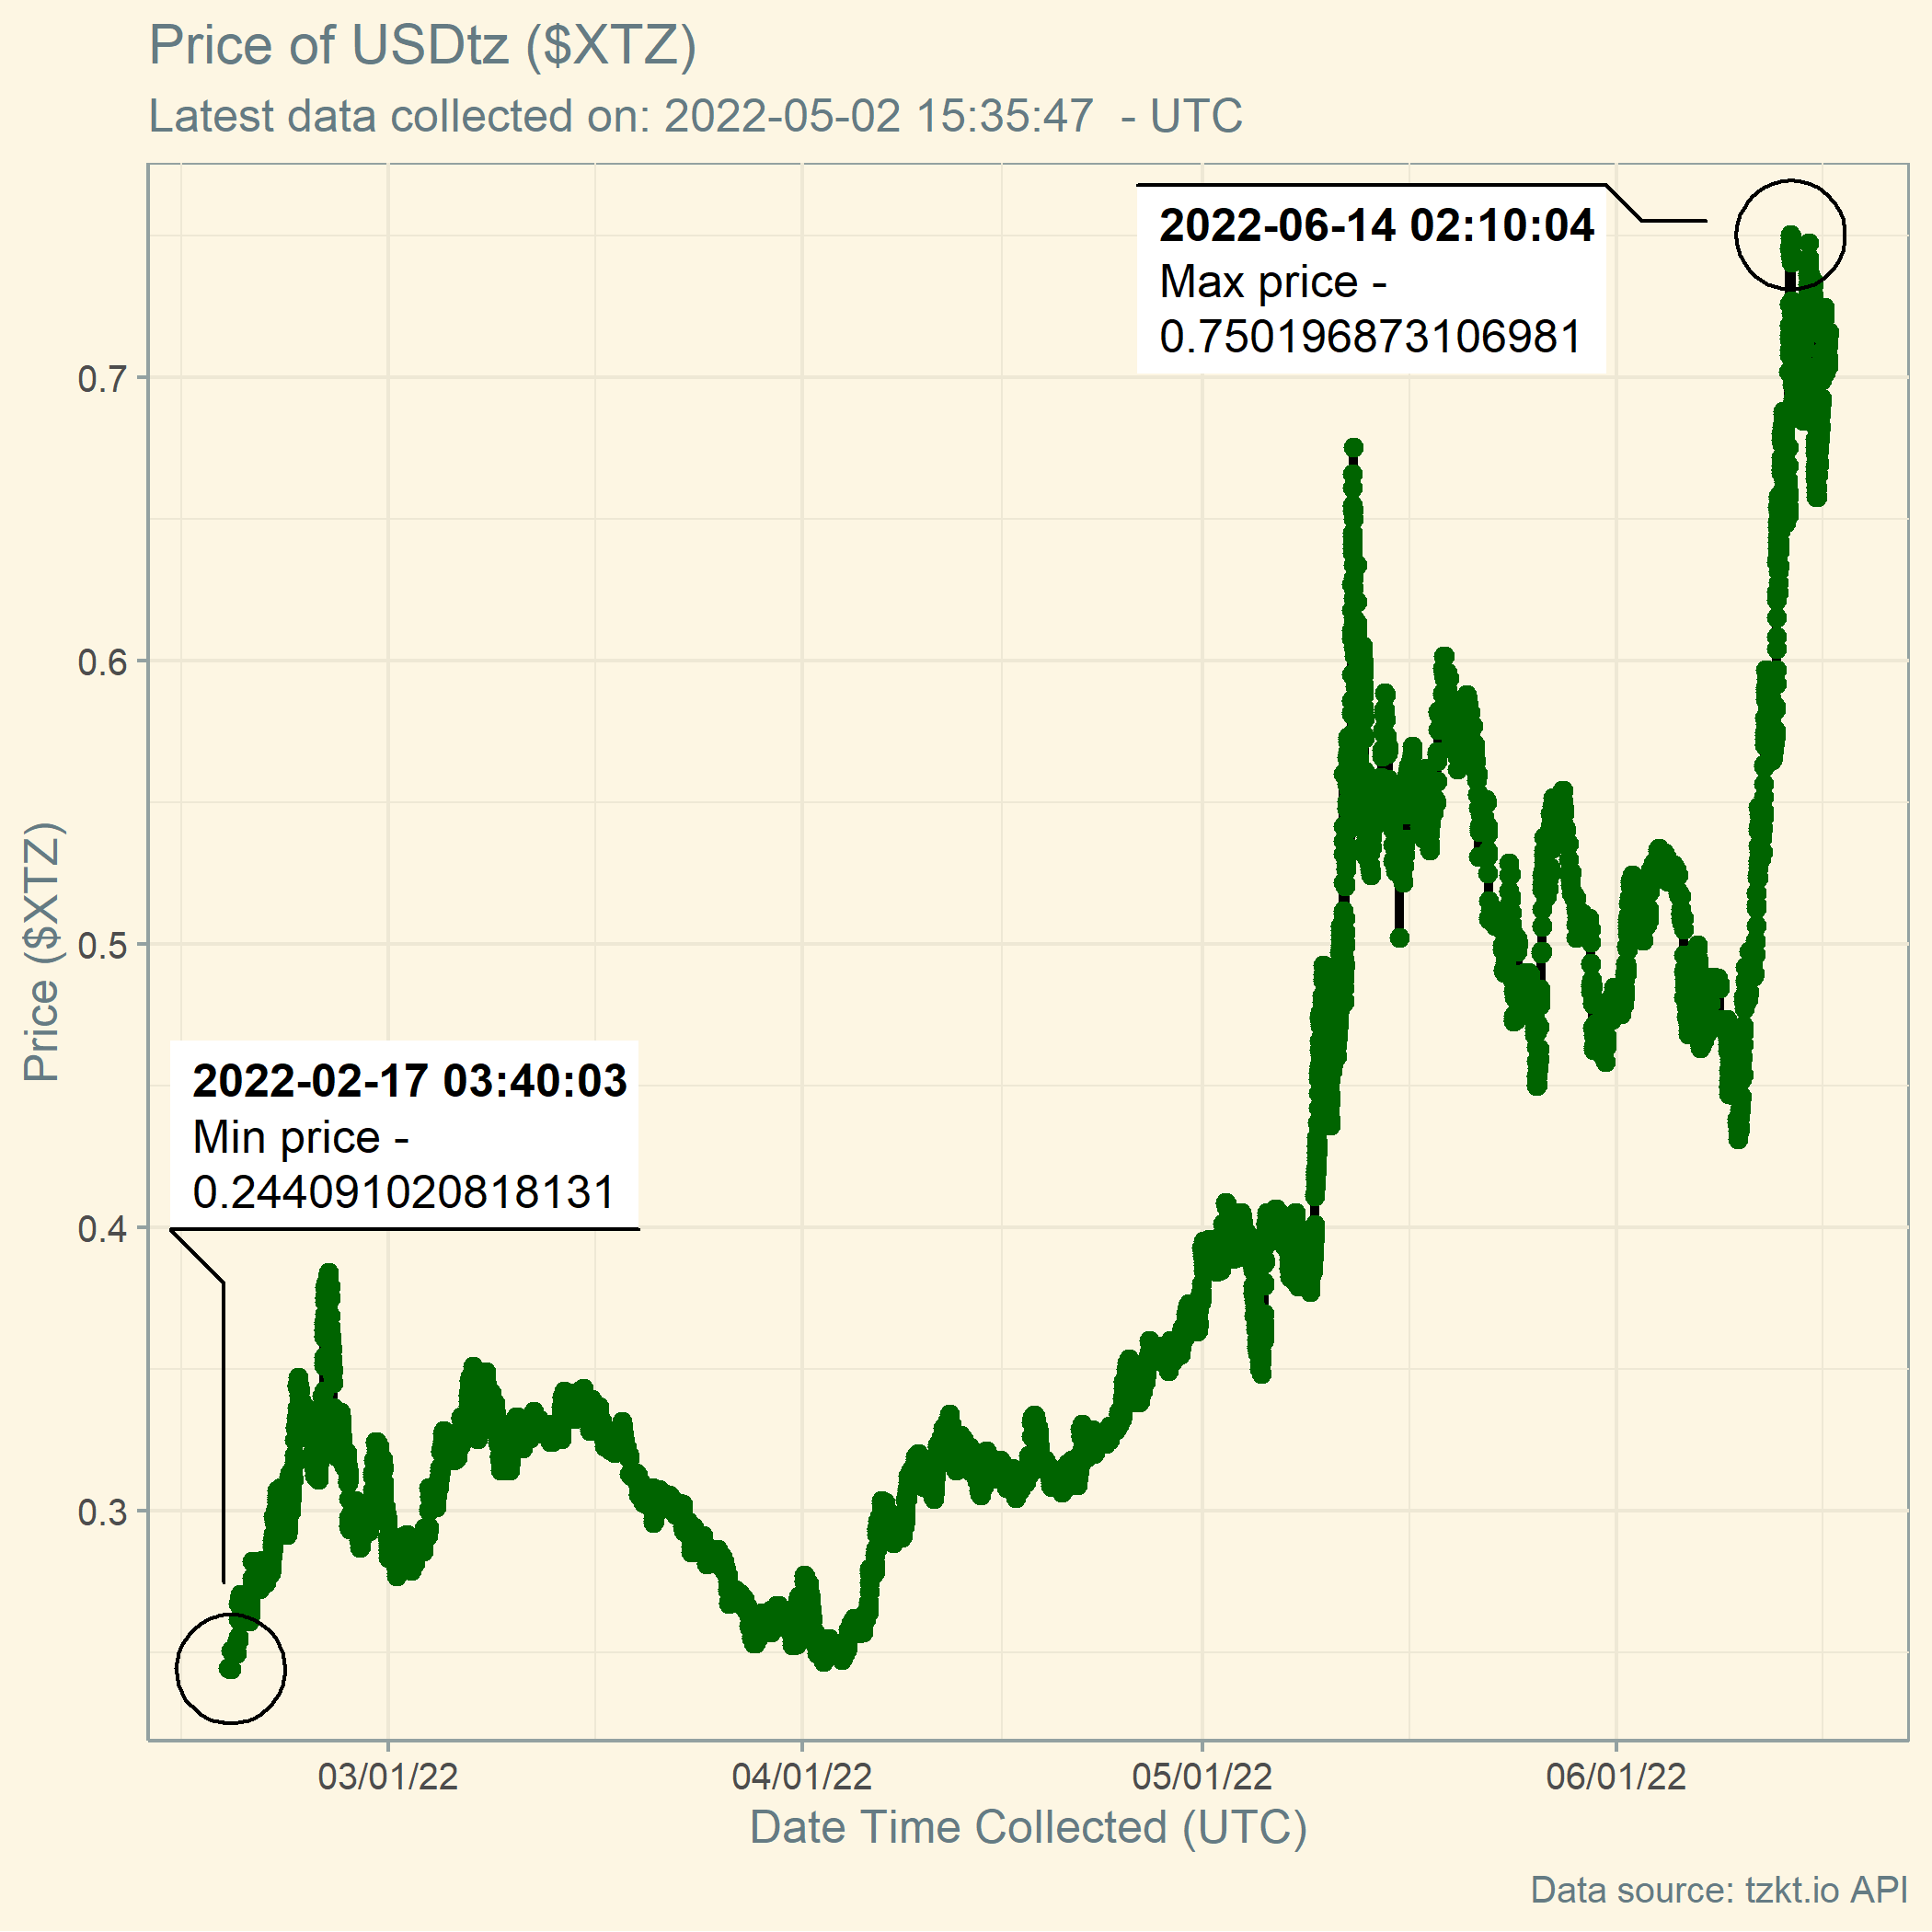 Price of USDtz ($XTZ)
Latest data collected on: 2022-05-02 15:35:47  - UTC
2022-06-14 02:10:04
Max price -
0.7501968731069​81
0.7
0.6
Price ($XTZ)
0.5
2022-02-17 03:40:03
Min price -
0.244091020818131
0.4
0.3
03/01/22
04/01/22
05/01/22
06/01/22
Date Time Collected (UTC)
Data source: tzkt.io API